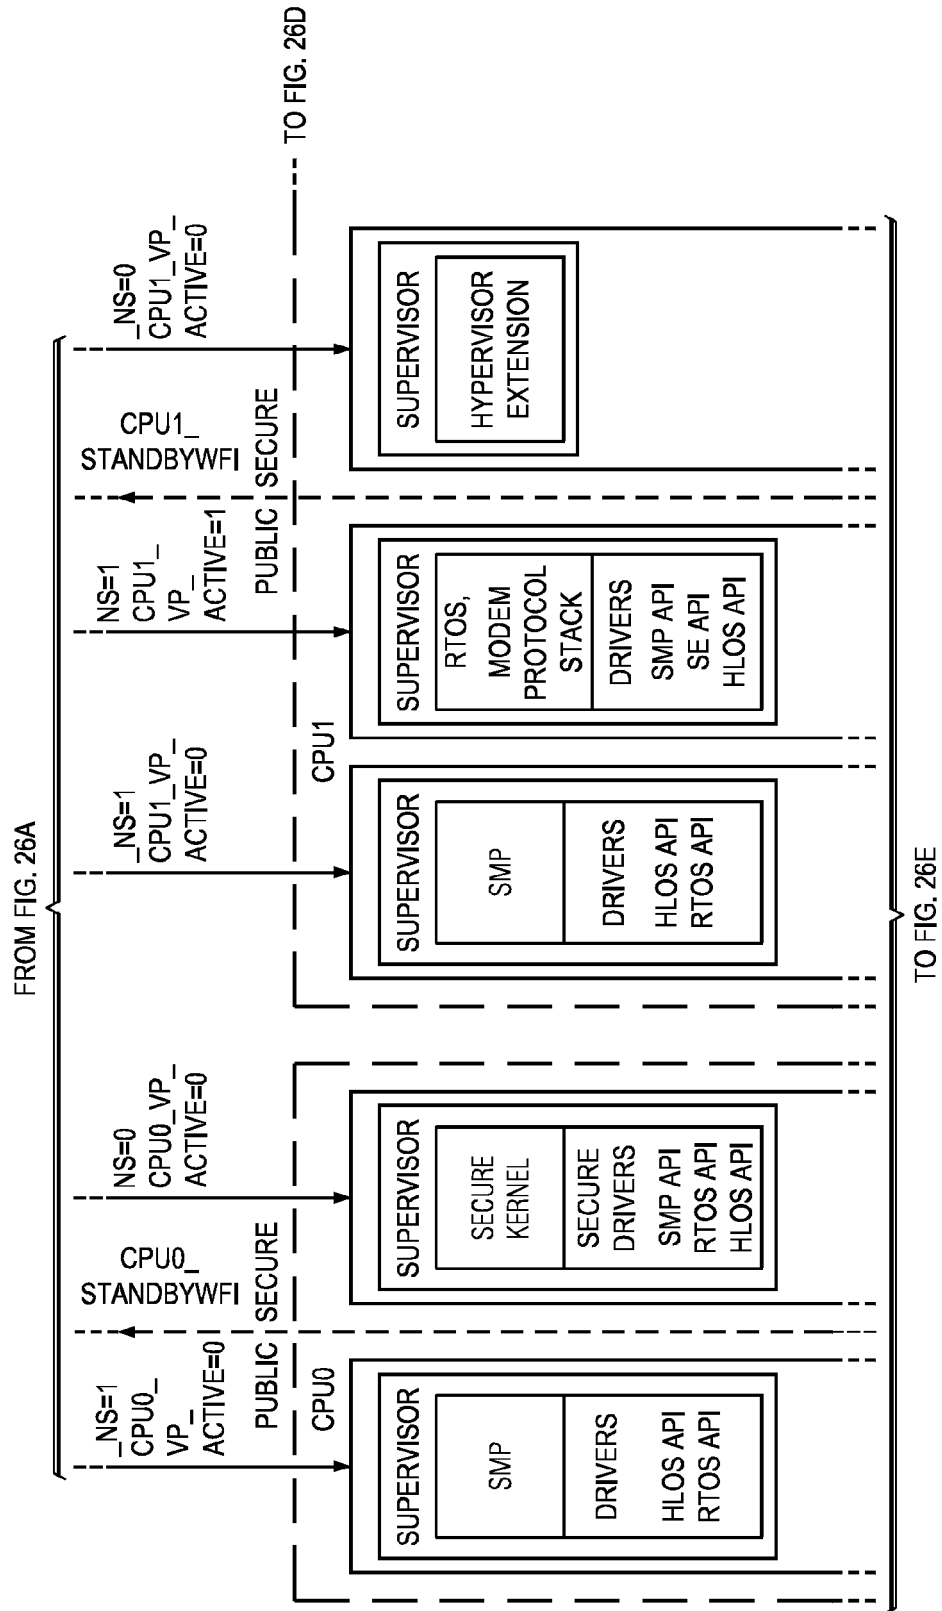 FROM FIG. 26A
_NS=1
CPU0_
VP_
ACTIVE=0
CPU0_
STANDBYWFI
NS=0
CPU0_VP_
ACTIVE=0
_NS=1
CPU1_VP_
ACTIVE=0
NS=1
CPU1_
VP_
ACTIVE=1
CPU1_
STANDBYWFI
_NS=0
CPU1_VP_
ACTIVE=0
PUBLIC
SECURE
PUBLIC
SECURE
TO FIG. 26D
CPU0
SUPERVISOR
SMP
DRIVERS
HLOS API
RTOS API
SUPERVISOR
SECURE
KERNEL
SECURE
DRIVERS
SMP API
RTOS API
HLOS API
CPU1
SUPERVISOR
SMP
DRIVERS
HLOS API
RTOS API
SUPERVISOR
RTOS,
MODEM
PROTOCOL
STACK
DRIVERS
SMP API
SE API
HLOS API
SUPERVISOR
HYPERVISOR
EXTENSION
TO FIG. 26E